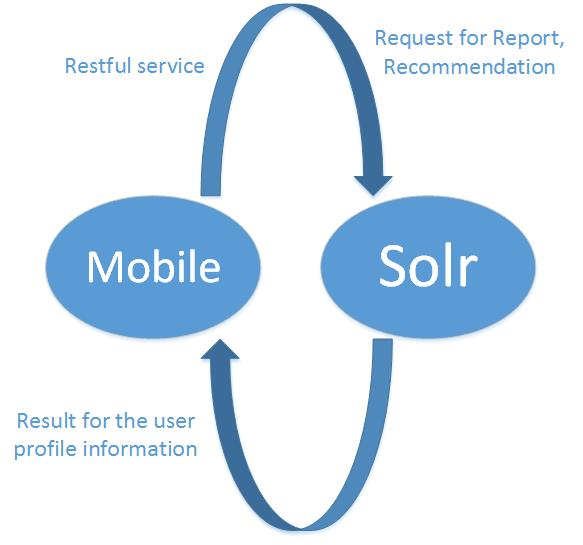 Restful service
Request for Report,
Recommendation
Mobile
Solr
Result for the user
profile information